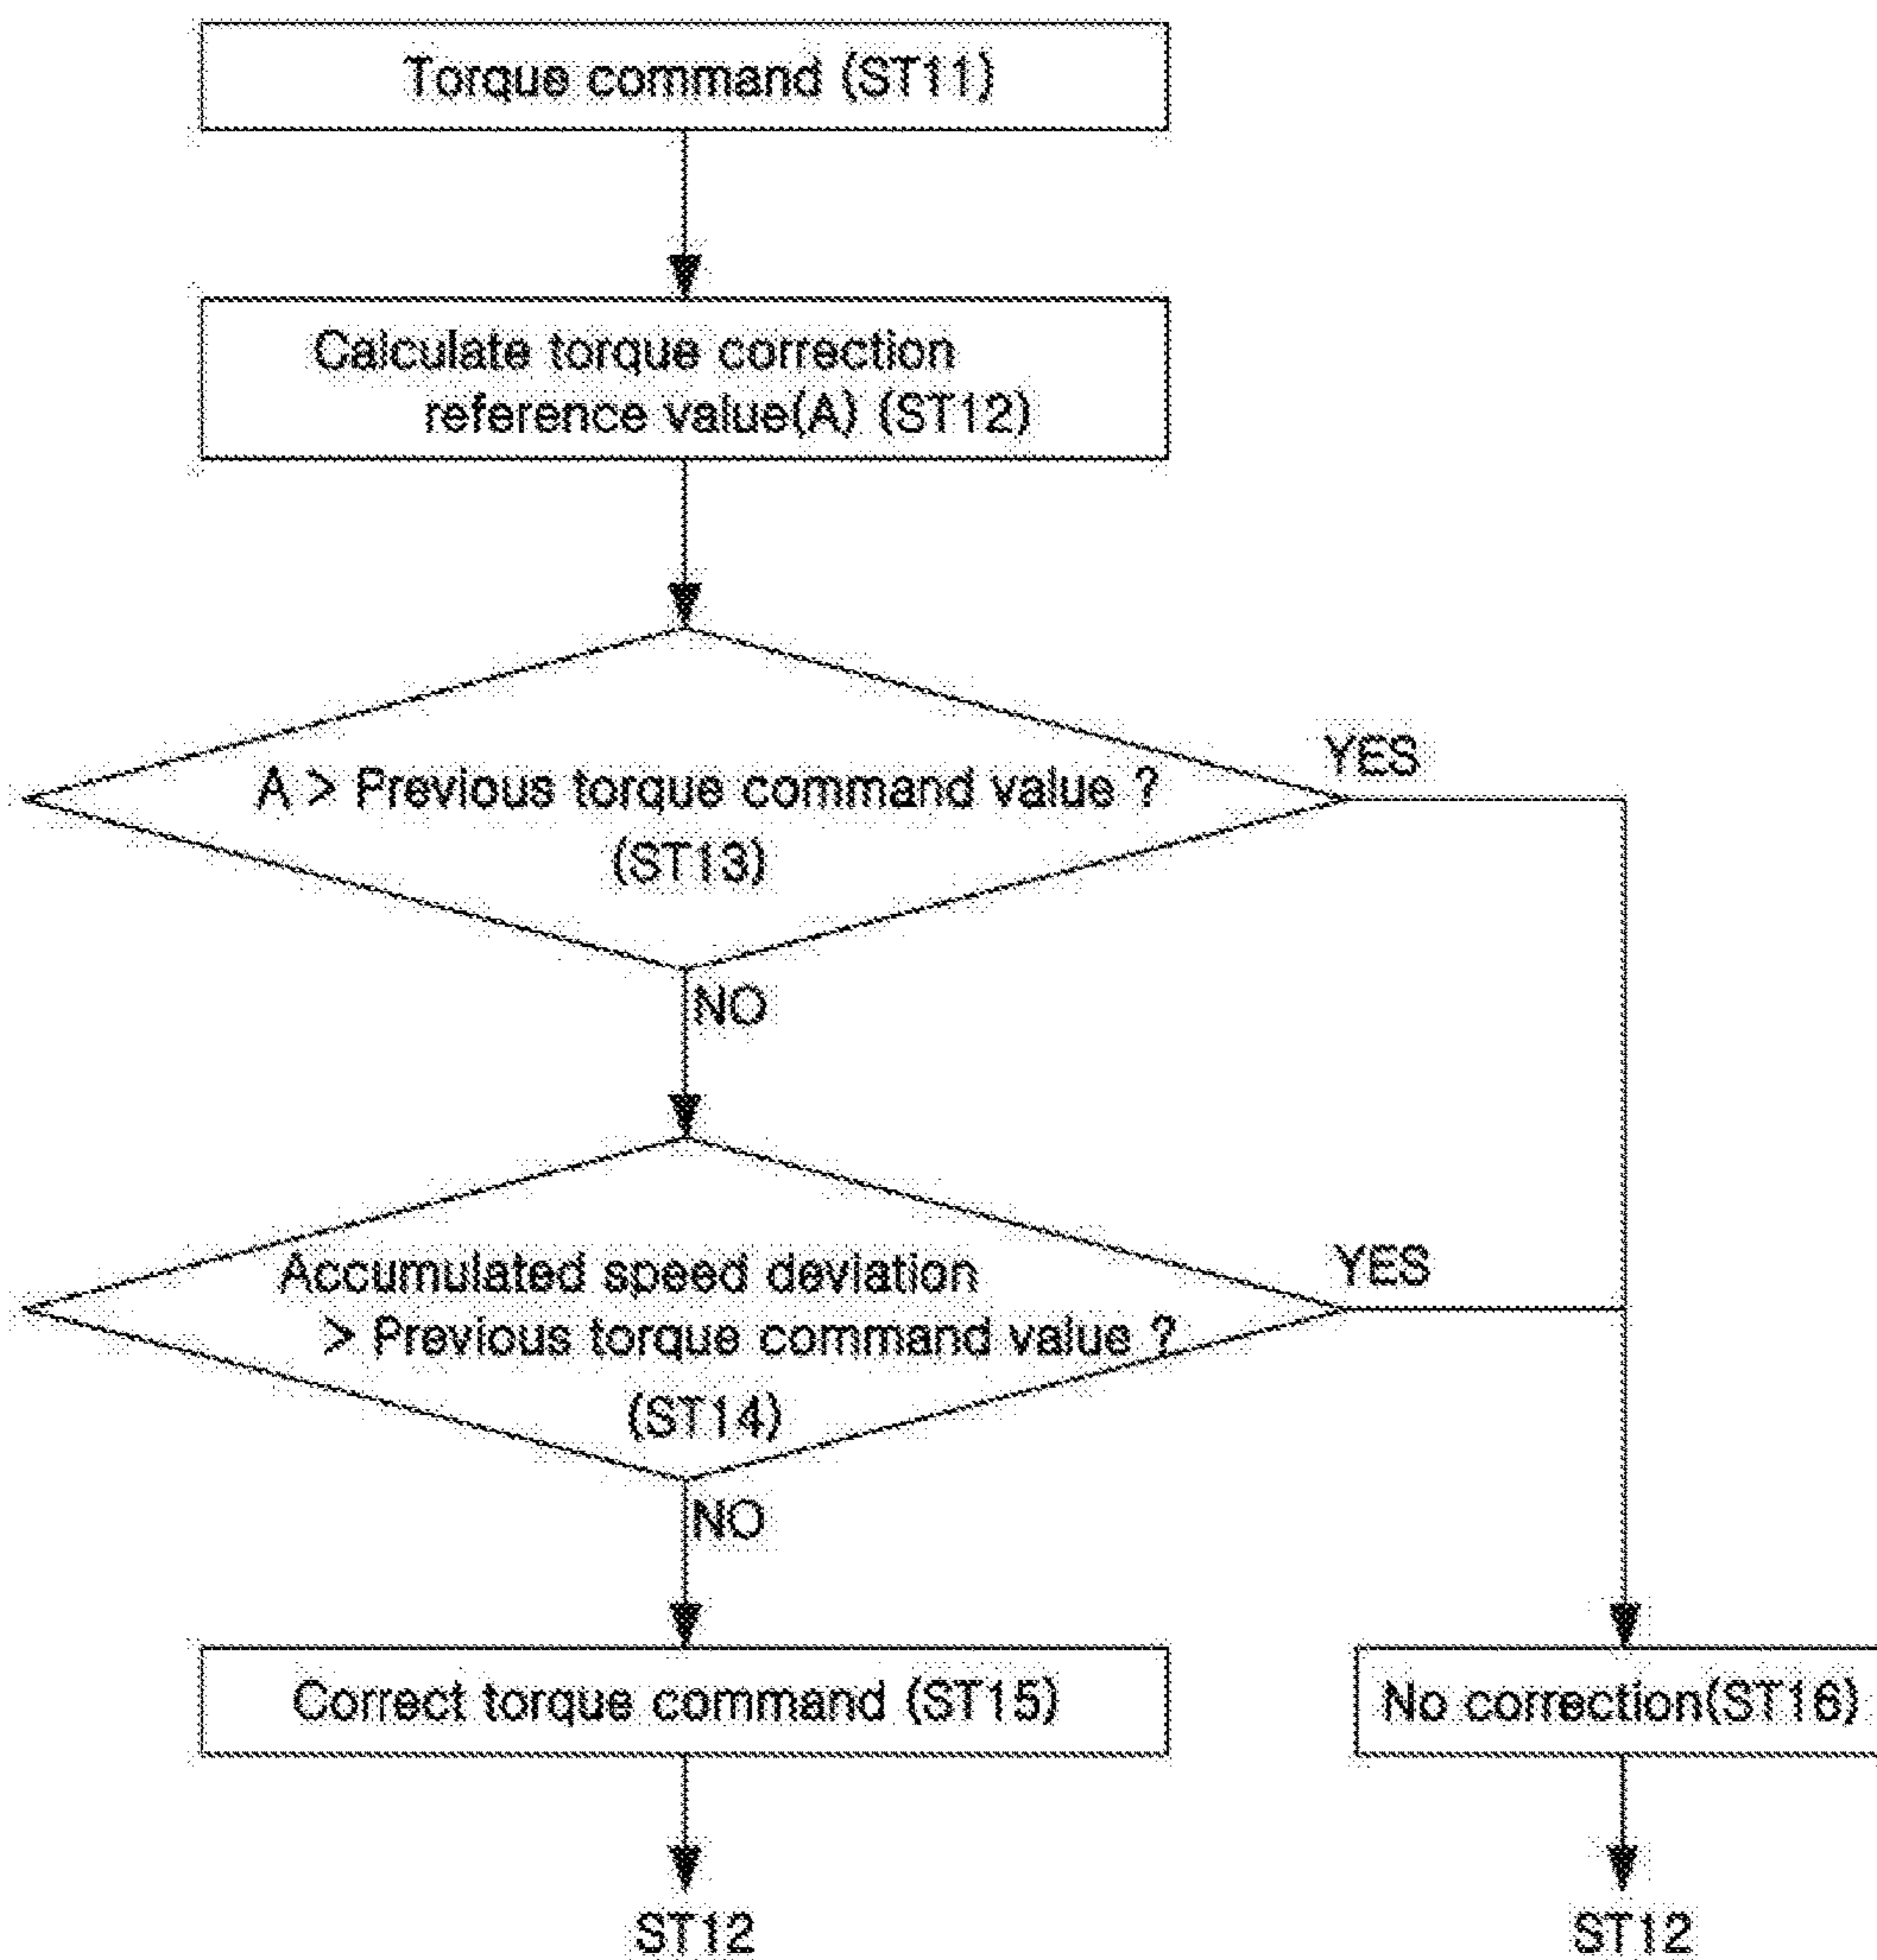 Torque command (ST11)
Calculate torque correction
reference value(A) (ST12)
A > Previous torque command value ?
(ST13)
YES
NO
Accumulated speed deviation
> Previous torque command value ?
(ST14)
YES
NO
Correct torque command (ST15)
No correction(ST16)
ST12
ST12